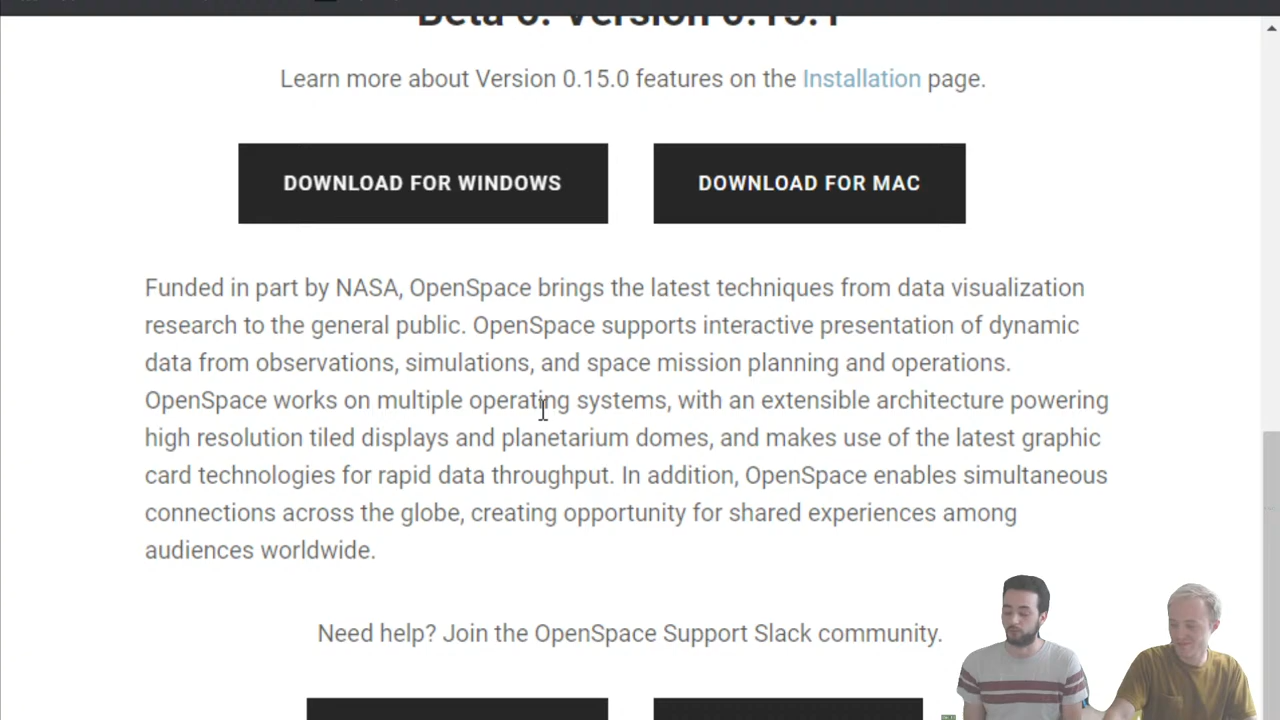 Beta 6: Version 0.15.1
Learn more about Version 0.15.0 features on the Installation page.
DOWNLOAD FOR WINDOWS
DOWNLOAD FOR MAC
Funded in part by NASA, OpenSpace brings the latest techniques from data visualization
research to the general public. OpenSpace supports interactive presentation of dynamic
data from observations, simulations, and space mission planning and operations.
OpenSpace works on multiple operating systems, with an extensible architecture powering
high resolution tiled displays and planetarium domes, and makes use of the latest graphic
card technologies for rapid data throughput. In addition, OpenSpace enables simultaneous
connections across the globe, creating opportunity for shared experiences among
audiences worldwide.
Need help? Join the OpenSpace Support Slack community.